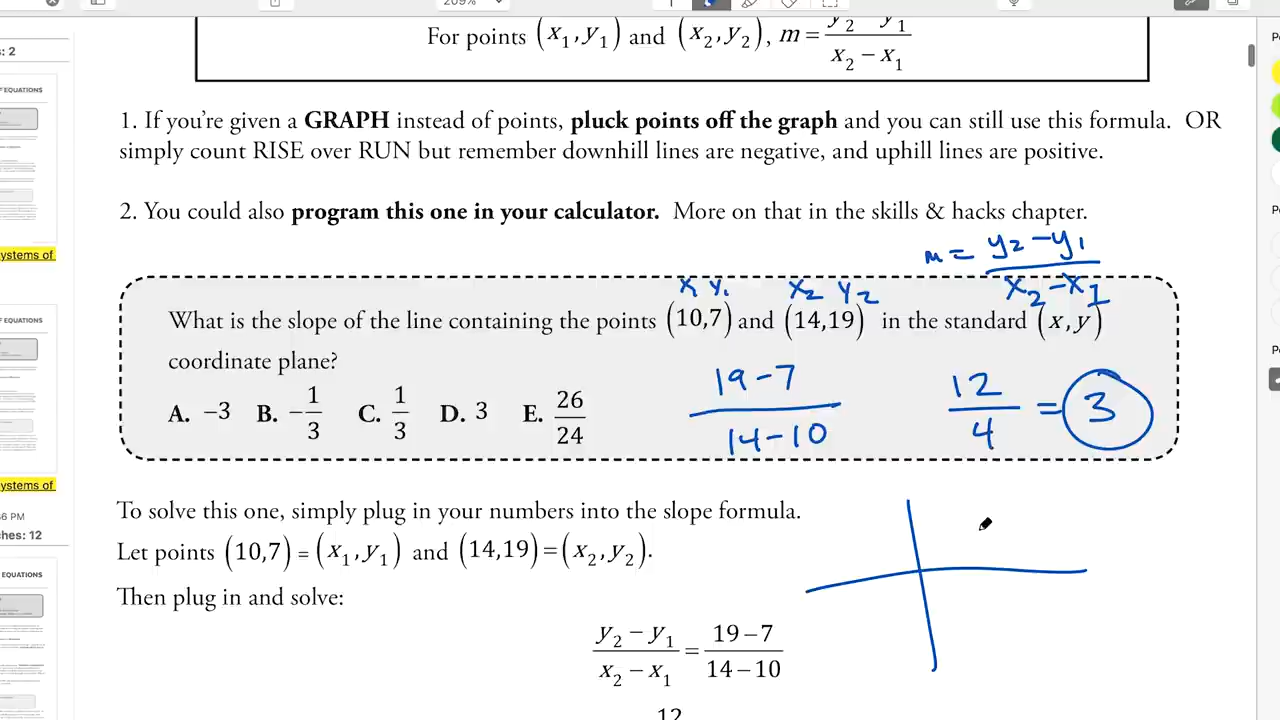 209%
For points (x₁,y₁) and (x₂,y₂), m = y₂ − y₁ / x₂ − x₁
1. If you're given a GRAPH instead of points, pluck points off the graph and you can still use this formula. OR
simply count RISE over RUN but remember downhill lines are negative, and uphill lines are positive.
2. You could also program this one in your calculator. More on that in the skills & hacks chapter.
m = y₂ − y₁ / x₂ − x₁
x₁ y₁ x₂ y₂
What is the slope of the line containing the points (10,7) and (14,19) in the standard (x,y)
coordinate plane?
A. −3 B. −1/3 C. 1/3 D. 3 E. 26/24
19 − 7 / 14 − 10
12/4 = 3
To solve this one, simply plug in your numbers into the slope formula.
Let points (10,7) = (x₁,y₁) and (14,19) = (x₂,y₂).
Then plug in and solve:
y₂ − y₁ / x₂ − x₁ = 19 − 7 / 14 − 10
12
s: 2
F EQUATIONS
ystems of
F EQUATIONS
ystems of
6 PM
ches: 12
EQUATIONS